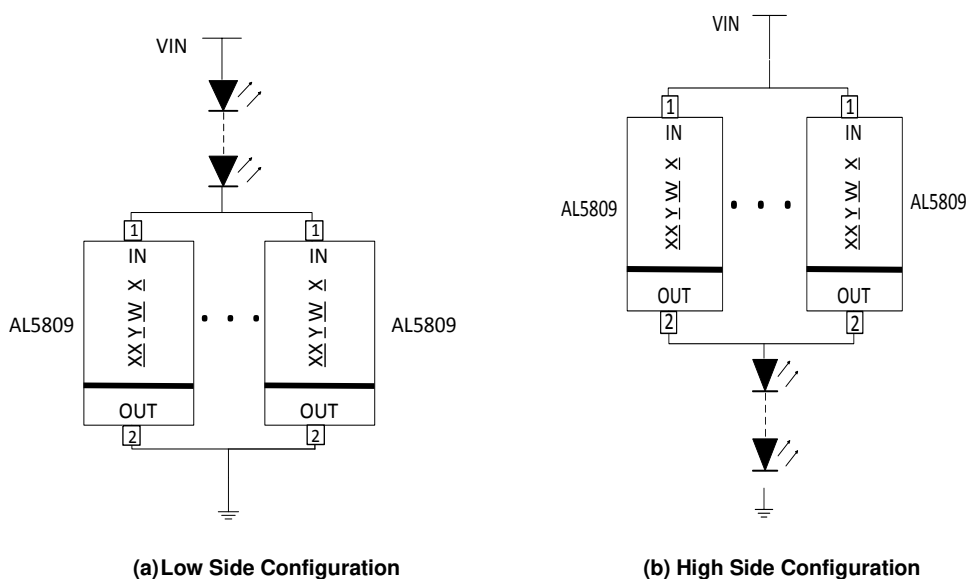 VIN
1
1
IN
IN
XX Y W X
XX Y W X
AL5809
AL5809
OUT
OUT
2
2
(a) Low Side Configuration
VIN
1
1
IN
IN
XX Y W X
XX Y W X
AL5809
AL5809
OUT
OUT
2
2
(b) High Side Configuration